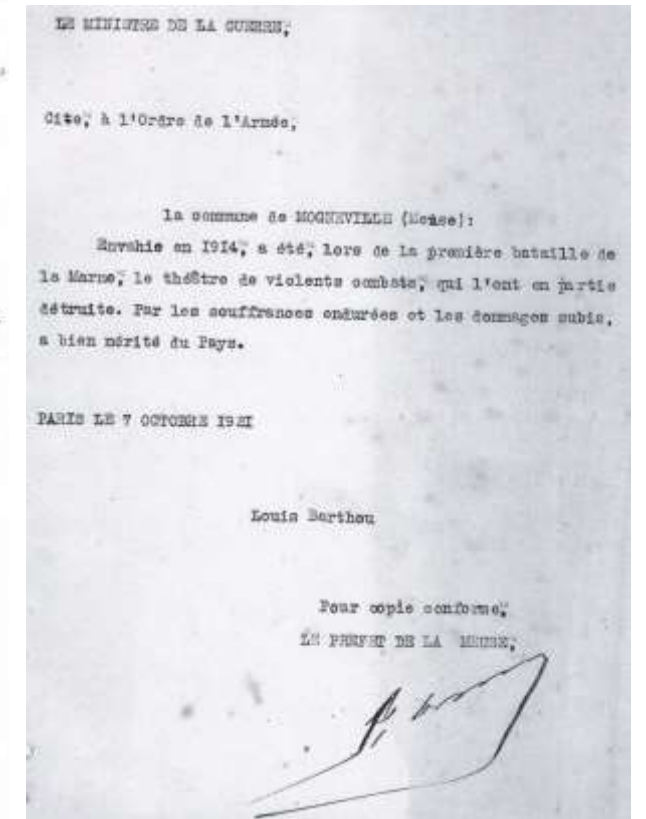 LE MINISTRE DE LA GUERRE,
Cite, à l'Ordre de l'Armée,
la commune de MOGNEVILLE (Meuse):
Envahie en 1914, a été, lors de la première bataille de
la Marne, le théâtre de violents combats, qui l'ont en partie
détruite. Par les souffrances endurées et les dommages subis,
a bien mérité du Pays.
PARIS LE 7 OCTOBRE 1921
Louis Barthou
Pour copie conforme,
LE PREFET DE LA MEUSE,